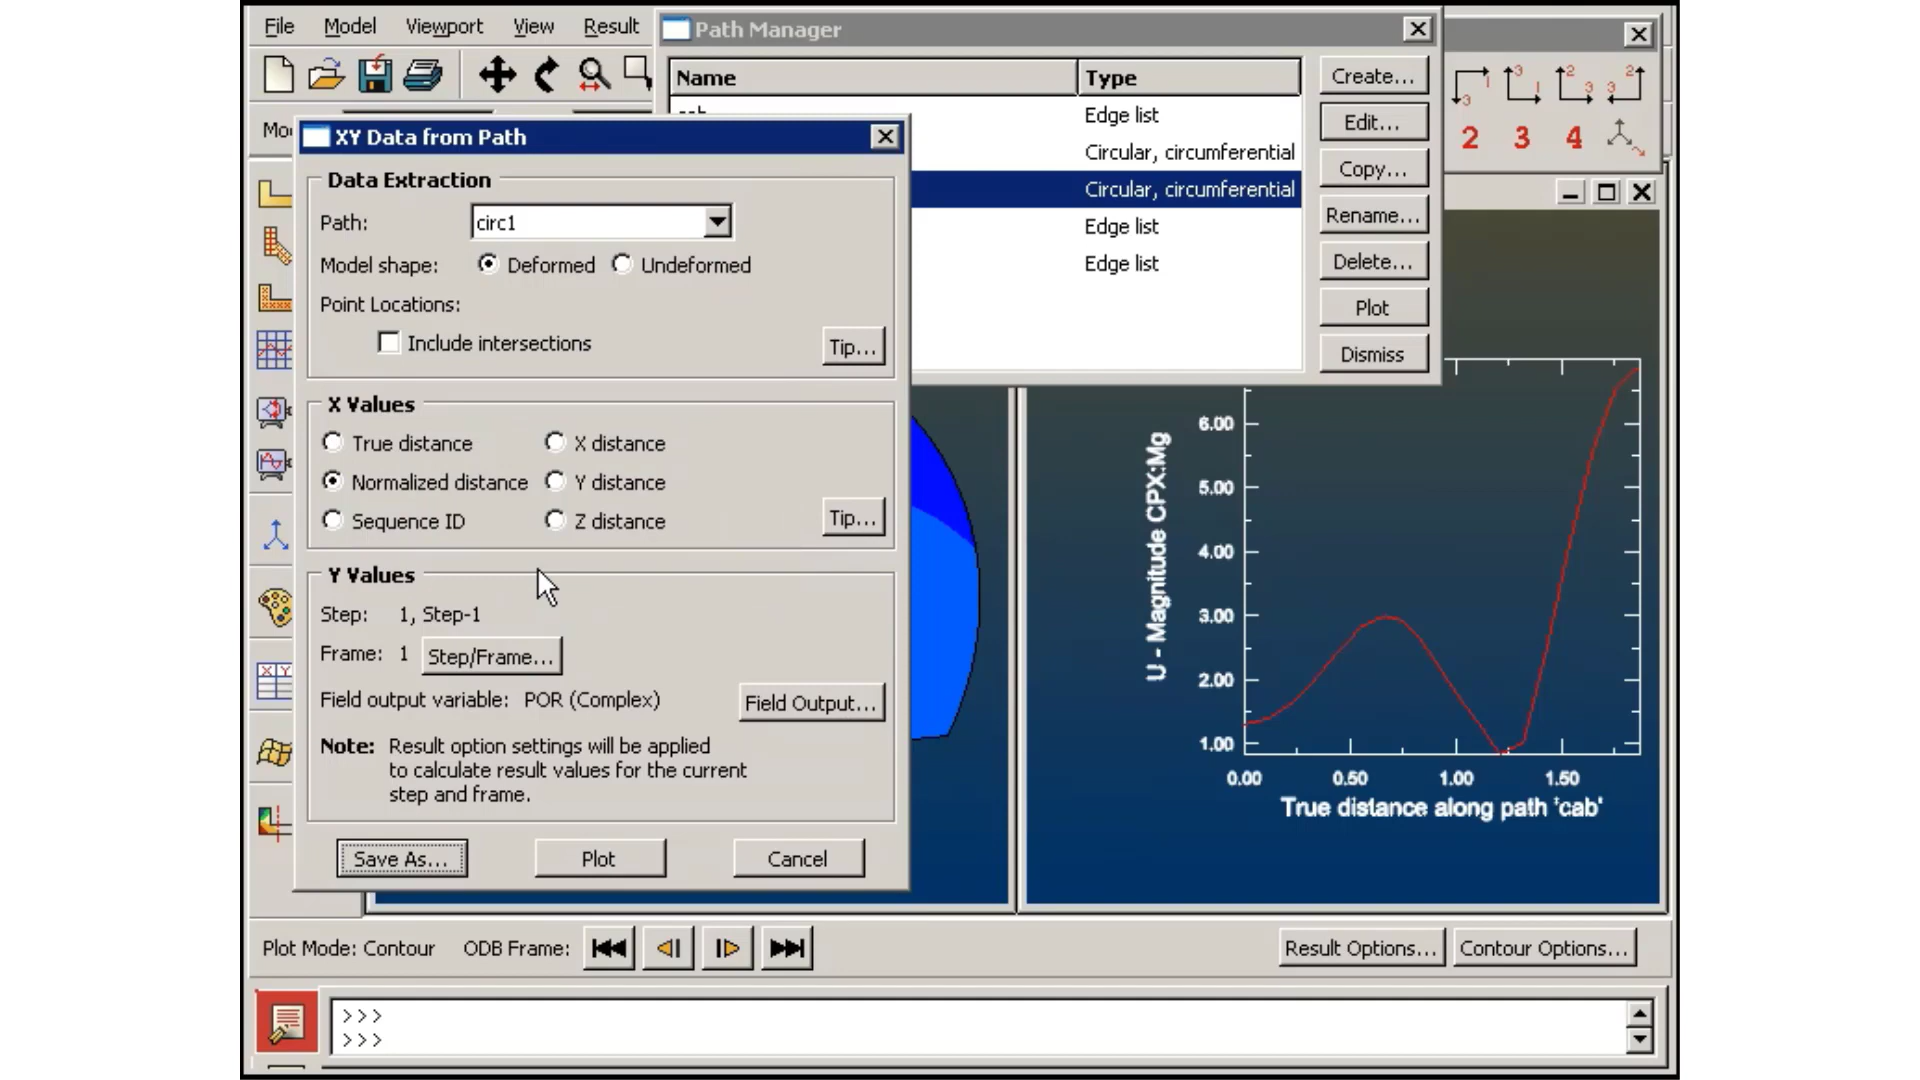 File Model Viewport View Result
Path Manager
Name Type
Edge list
Circular, circumferential
Circular, circumferential
Edge list
Edge list
Create...
Edit...
Copy...
Rename...
Delete...
Plot
Dismiss
2 3 4
XY Data from Path
Data Extraction
Path: circ1
Model shape: Deformed Undeformed
Point Locations:
Include intersections
Tip...
X Values
True distance X distance
Normalized distance Y distance
Sequence ID Z distance
Tip...
Y Values
Step: 1, Step-1
Frame: 1 Step/Frame...
Field output variable: POR (Complex) Field Output...
Note: Result option settings will be applied
to calculate result values for the current
step and frame.
Save As... Plot Cancel
U - Magnitude CPX:Mg
6.00
5.00
4.00
3.00
2.00
1.00
0.00 0.50 1.00 1.50
True distance along path 'cab'
Plot Mode: Contour ODB Frame: Result Options... Contour Options...
>>>
>>>